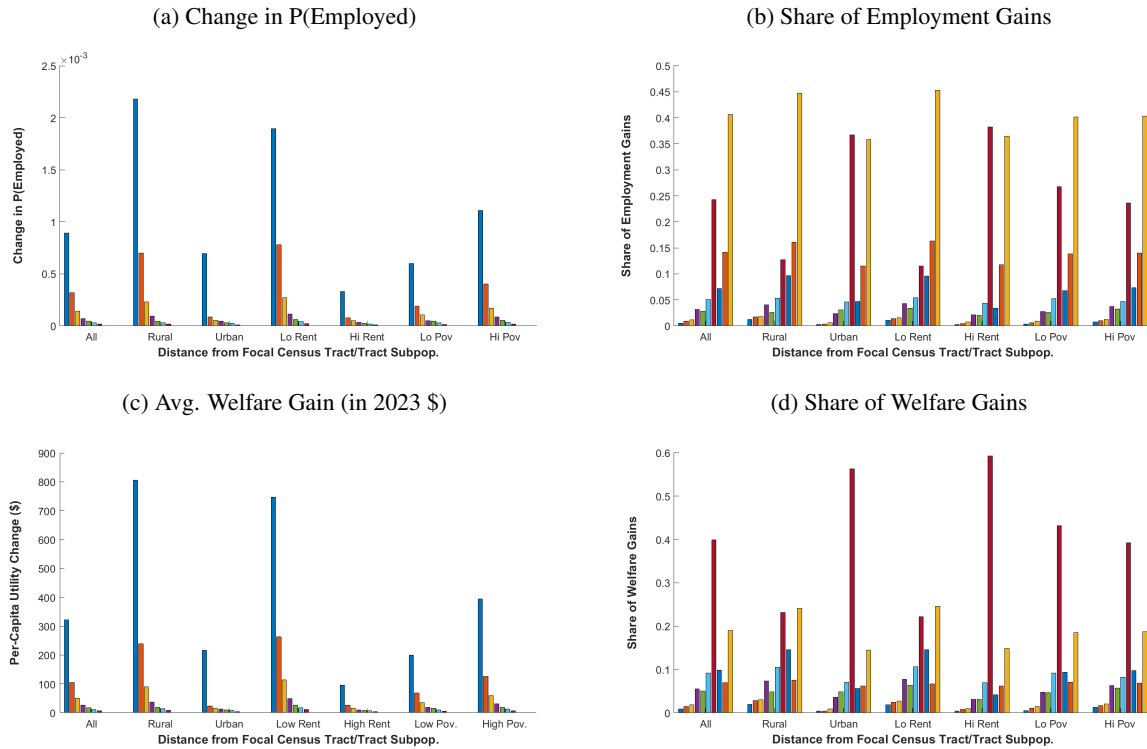 (a) Change in P(Employed)
×10⁻³
2.5
2
1.5
1
0.5
0
Change in P(Employed)
All Rural Urban Lo Rent Hi Rent Lo Pov Hi Pov
Distance from Focal Census Tract/Tract Subpop.
(b) Share of Employment Gains
0.5
0.45
0.4
0.35
0.3
0.25
0.2
0.15
0.1
0.05
0
Share of Employment Gains
All Rural Urban Lo Rent Hi Rent Lo Pov Hi Pov
Distance from Focal Census Tract/Tract Subpop.
(c) Avg. Welfare Gain (in 2023 $)
900
800
700
600
500
400
300
200
100
0
Per-Capita Utility Change ($)
All Rural Urban Low Rent High Rent Low Pov. High Pov.
Distance from Focal Census Tract/Tract Subpop.
(d) Share of Welfare Gains
0.6
0.5
0.4
0.3
0.2
0.1
0
Share of Welfare Gains
All Rural Urban Lo Rent Hi Rent Lo Pov Hi Pov
Distance from Focal Census Tract/Tract Subpop.